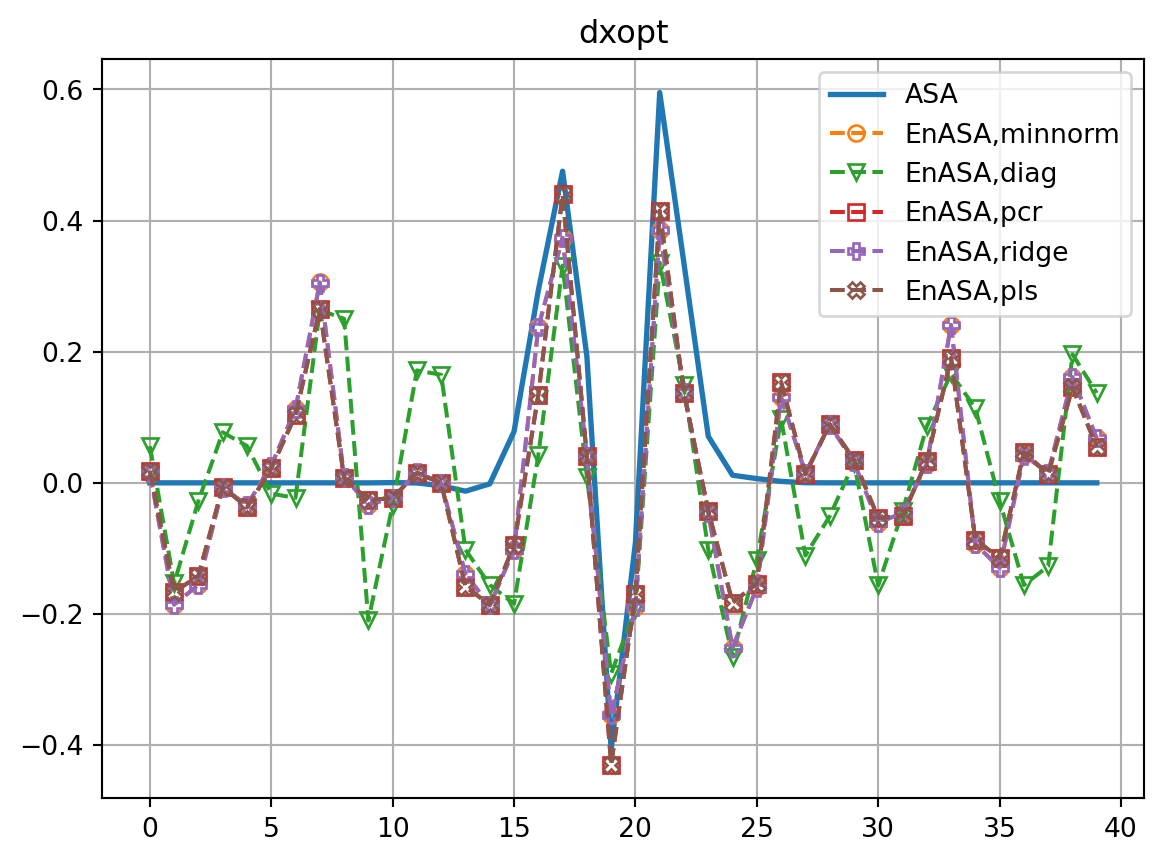 dxopt
0.6
0.4
0.2
0.0
−0.2
−0.4
0 5 10 15 20 25 30 35 40
ASA
EnASA,minnorm
EnASA,diag
EnASA,pcr
EnASA,ridge
EnASA,pls